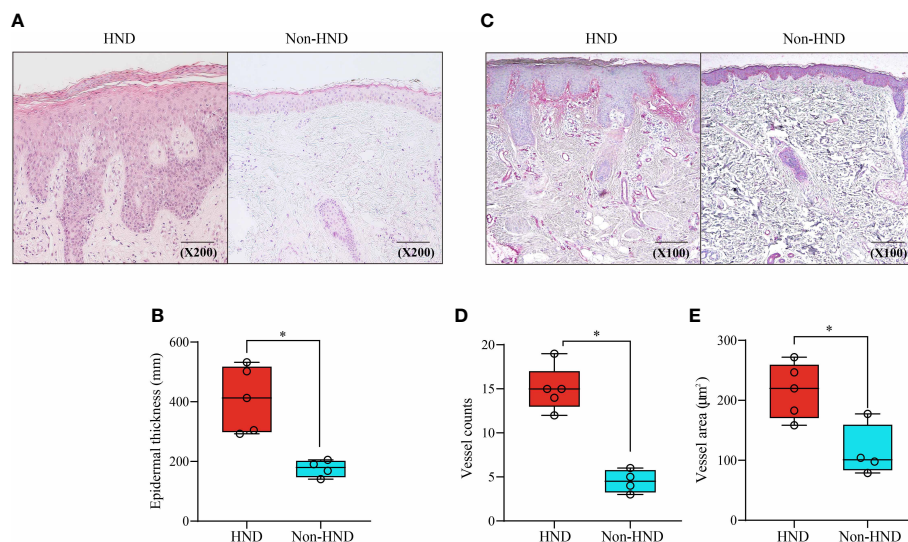 A
HND
Non-HND
(X200)
(X200)
C
HND
Non-HND
(X100)
(X100)
B
Epidermal thickness (mm)
600
400
200
0
*
HND
Non-HND
D
Vessel counts
20
15
10
5
0
*
HND
Non-HND
E
Vessel area (μm²)
300
200
100
0
*
HND
Non-HND